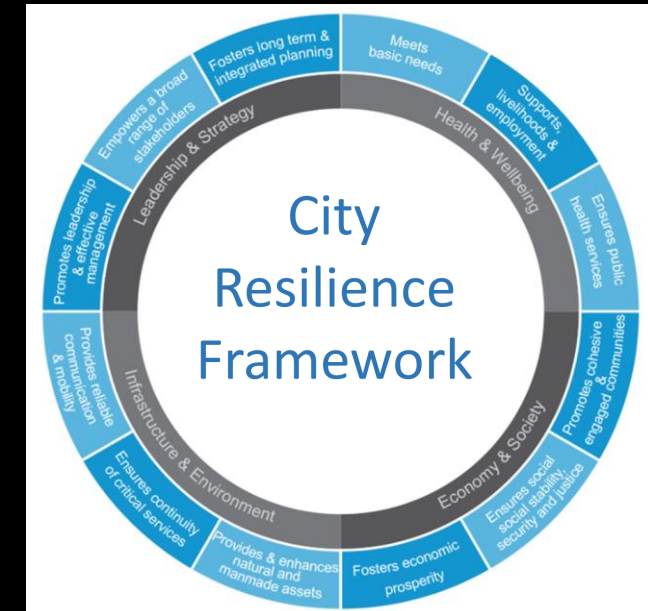 City
Resilience
Framework
Health & Wellbeing
Meets
basic needs
Supports,
livelihoods &
employment
Ensures public
health services
Economy & Society
Promotes cohesive
&
engaged communities
Ensures social
social stability,
security and justice
Fosters economic
prosperity
Infrastructure & Environment
Provides & enhances
natural and
manmade assets
Ensures continuity
of critical services
Provides reliable
communication
& mobility
Leadership & Strategy
Promotes leadership
& effective
management
Empowers a broad
range of
stakeholders
Fosters long term &
integrated planning